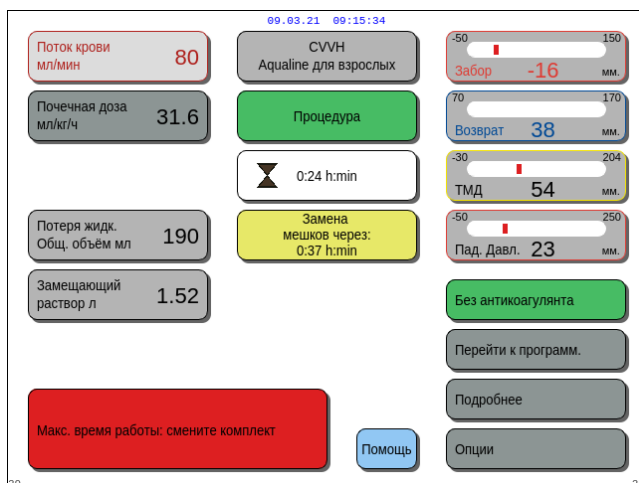 09.03.21 09:15:34
Поток крови
мл/мин
80
CVVH
Aqualine для взрослых
-50
150
Забор
-16
мм.
Почечная доза
мл/кг/ч
31.6
Процедура
70
170
Возврат
38
мм.
0:24 h:min
-30
204
ТМД
54
мм.
Потеря жидк.
Общ. объём мл
190
Замена
мешков через:
0:37 h:min
-50
250
Пад. Давл.
23
мм.
Замещающий
раствор л
1.52
Без антикоагулянта
Перейти к программ.
Подробнее
Макс. время работы: смените комплект
Помощь
Опции